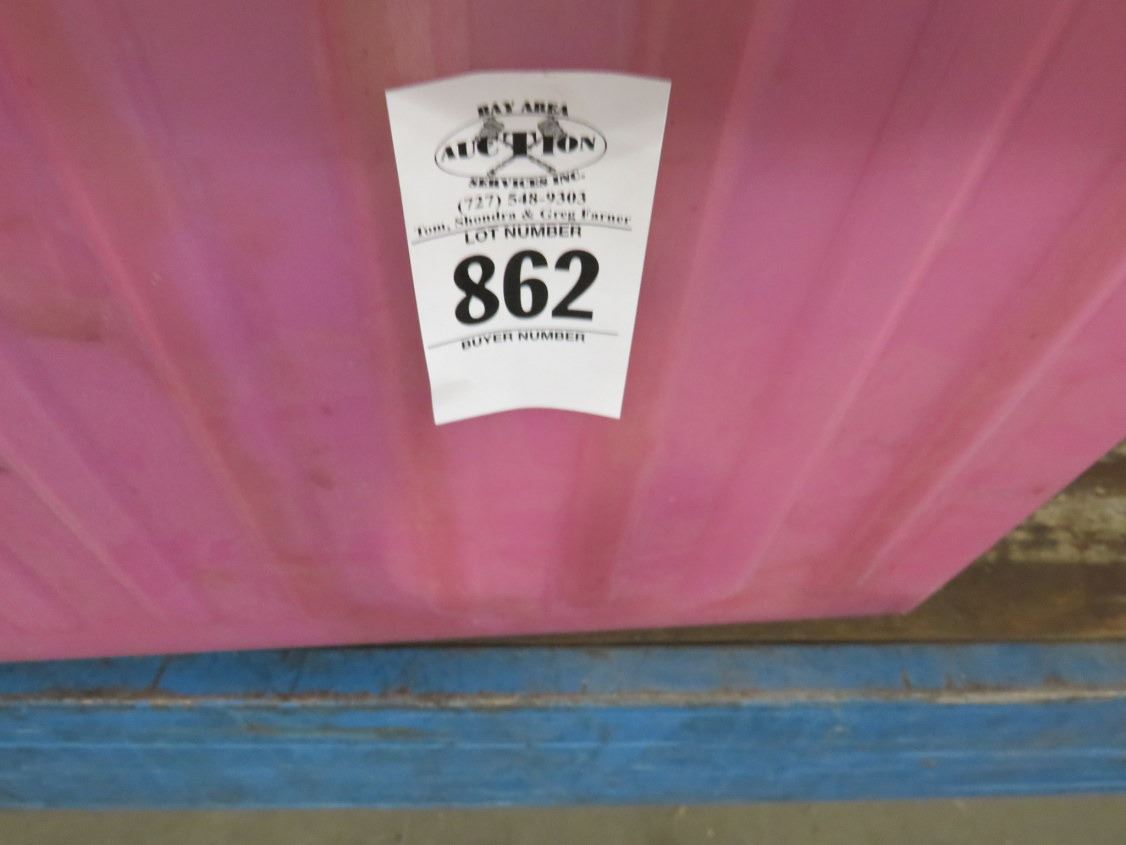 BAY AREA
AUCTION
SERVICES INC.
(727) 548-9303
Tom, Shondra & Greg Farner
LOT NUMBER
862
BUYER NUMBER